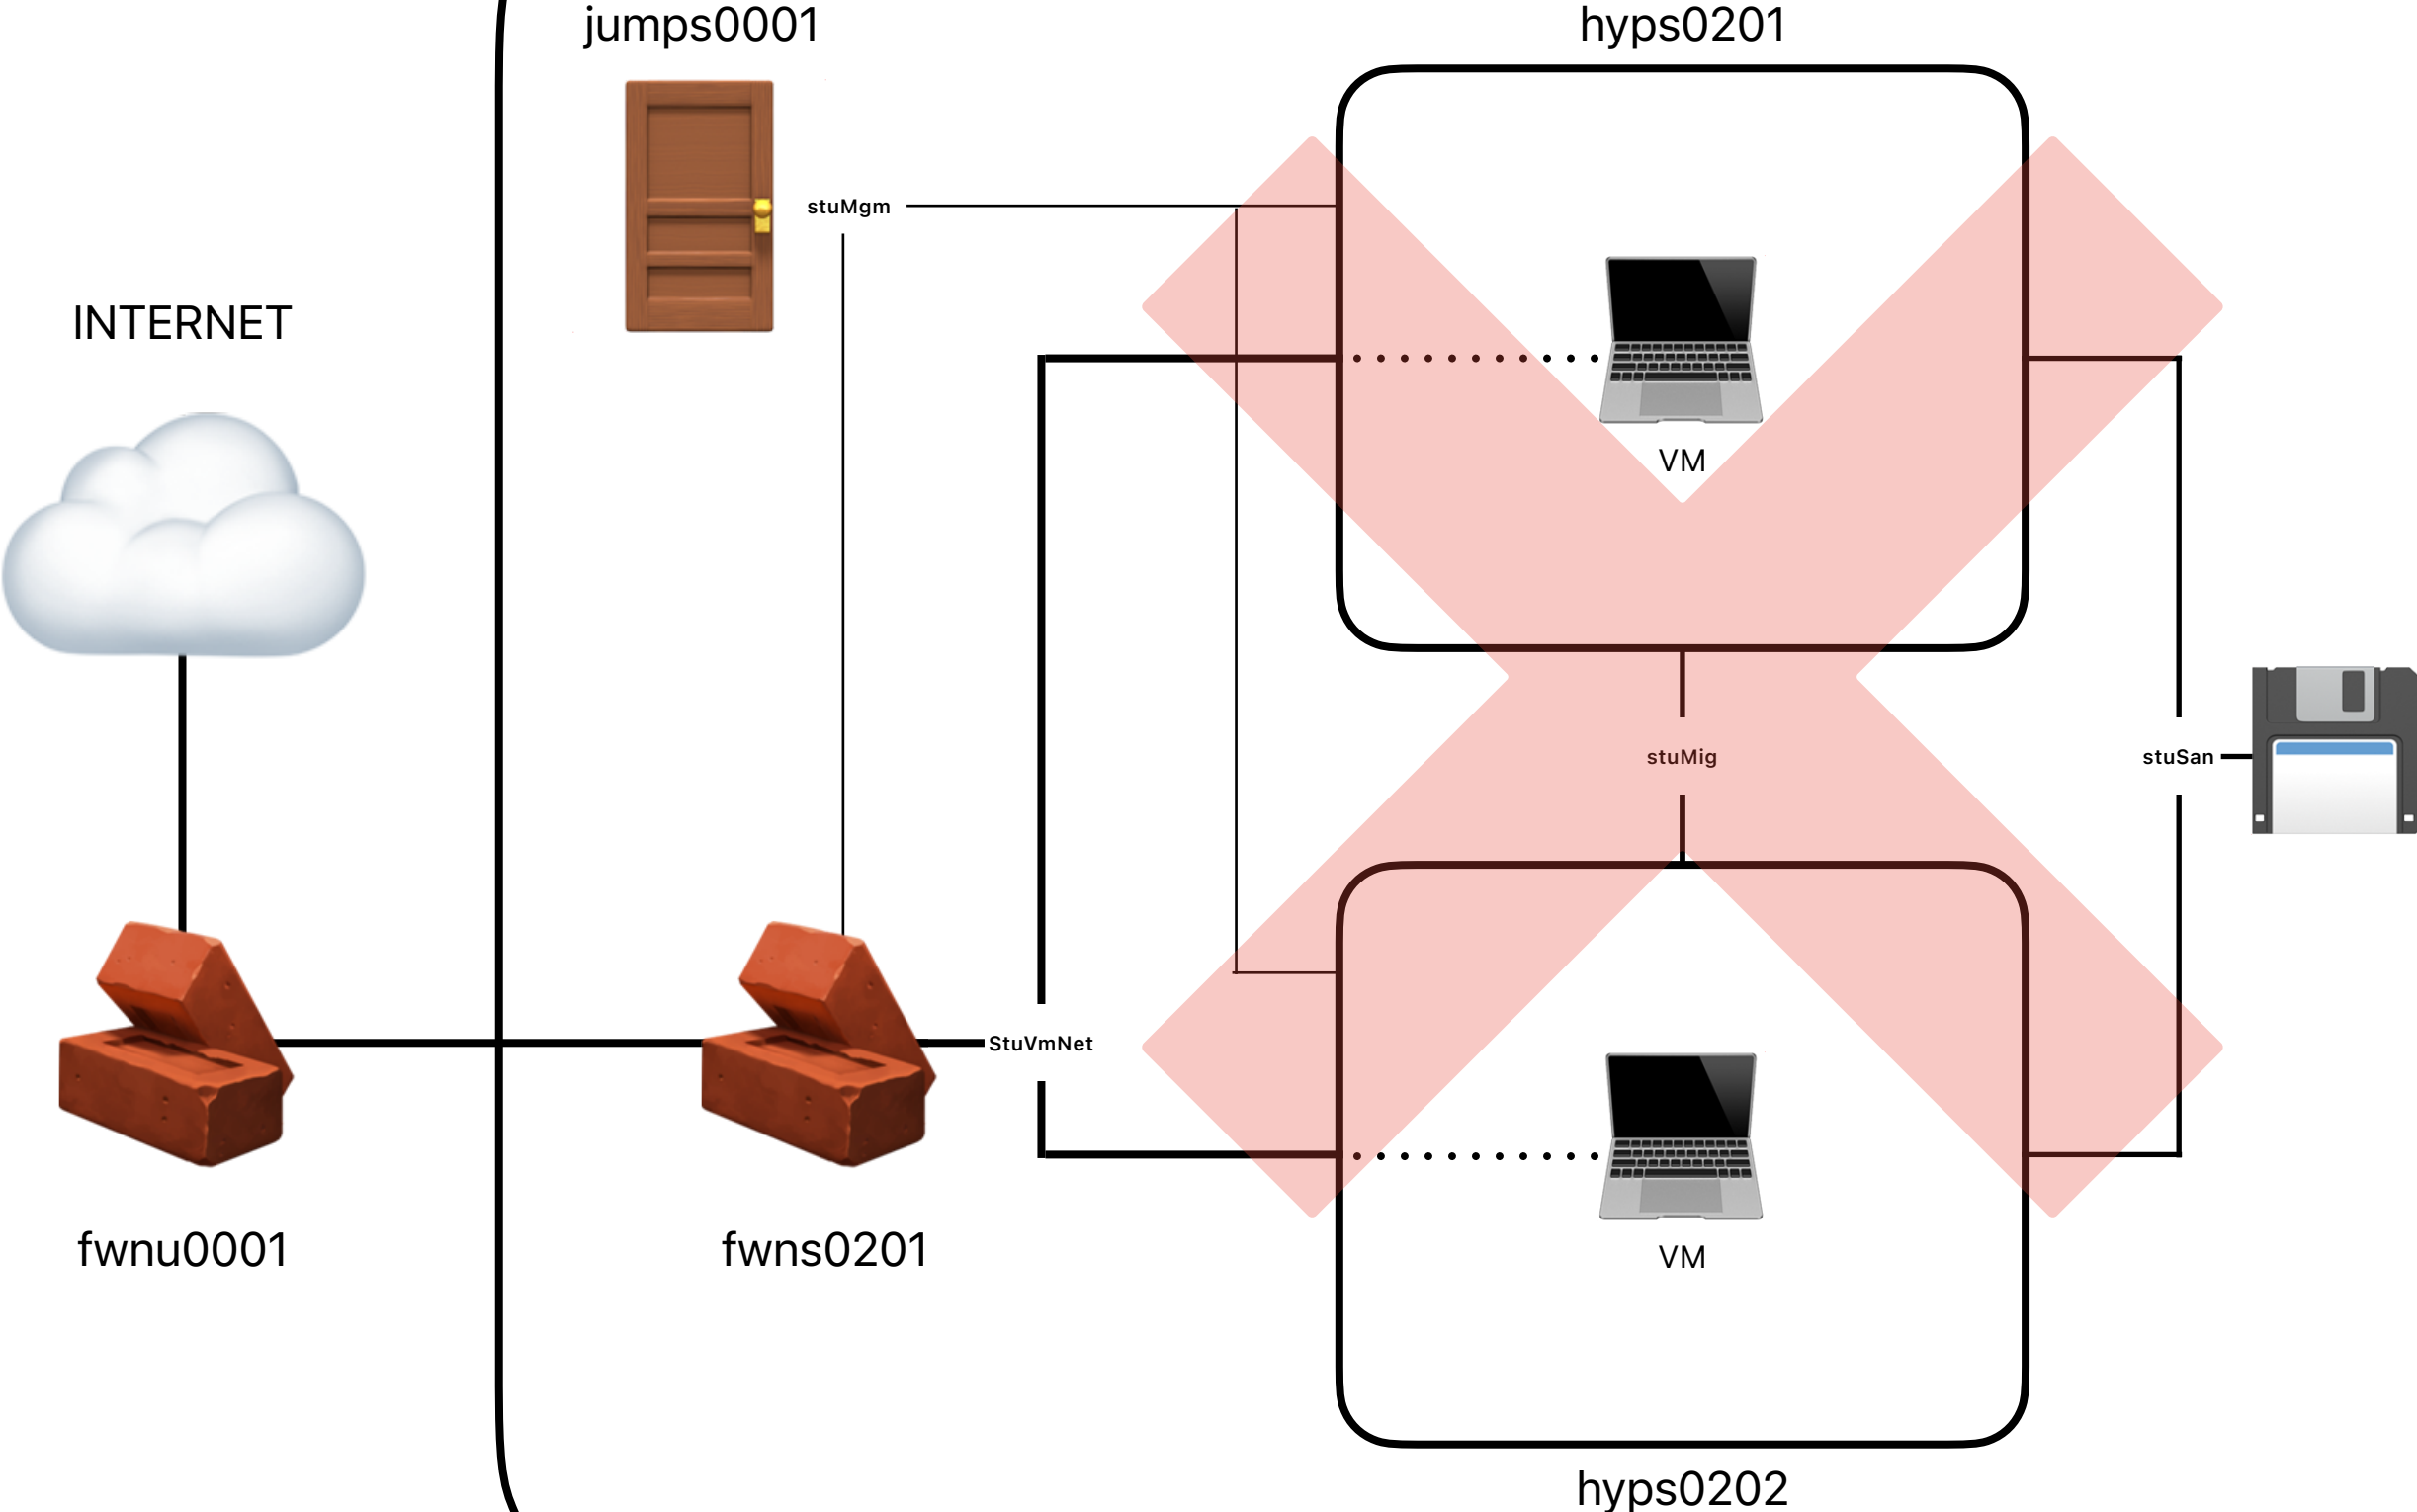 jumps0001
hyps0201
stuMgm
INTERNET
VM
stuMig
stuSan
StuVmNet
fwnu0001
fwns0201
VM
hyps0202